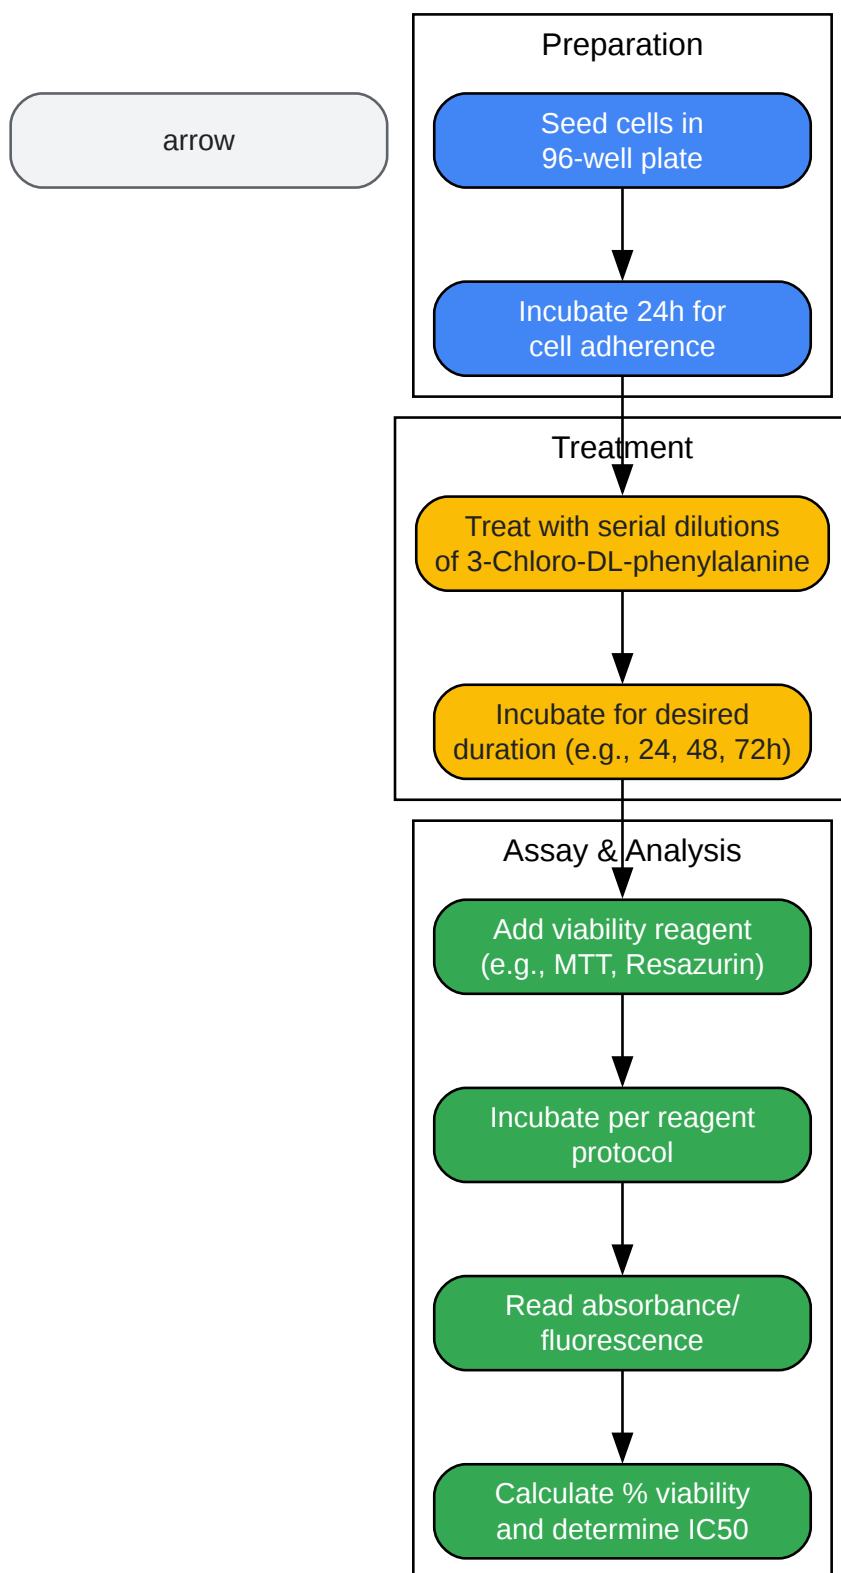 Preparation
arrow
Seed cells in
96-well plate
Incubate 24h for
cell adherence
Treatment
Treat with serial dilutions
of 3-Chloro-DL-phenylalanine
Incubate for desired
duration (e.g., 24, 48, 72h)
Assay & Analysis
Add viability reagent
(e.g., MTT, Resazurin)
Incubate per reagent
protocol
Read absorbance/
fluorescence
Calculate % viability
and determine IC50